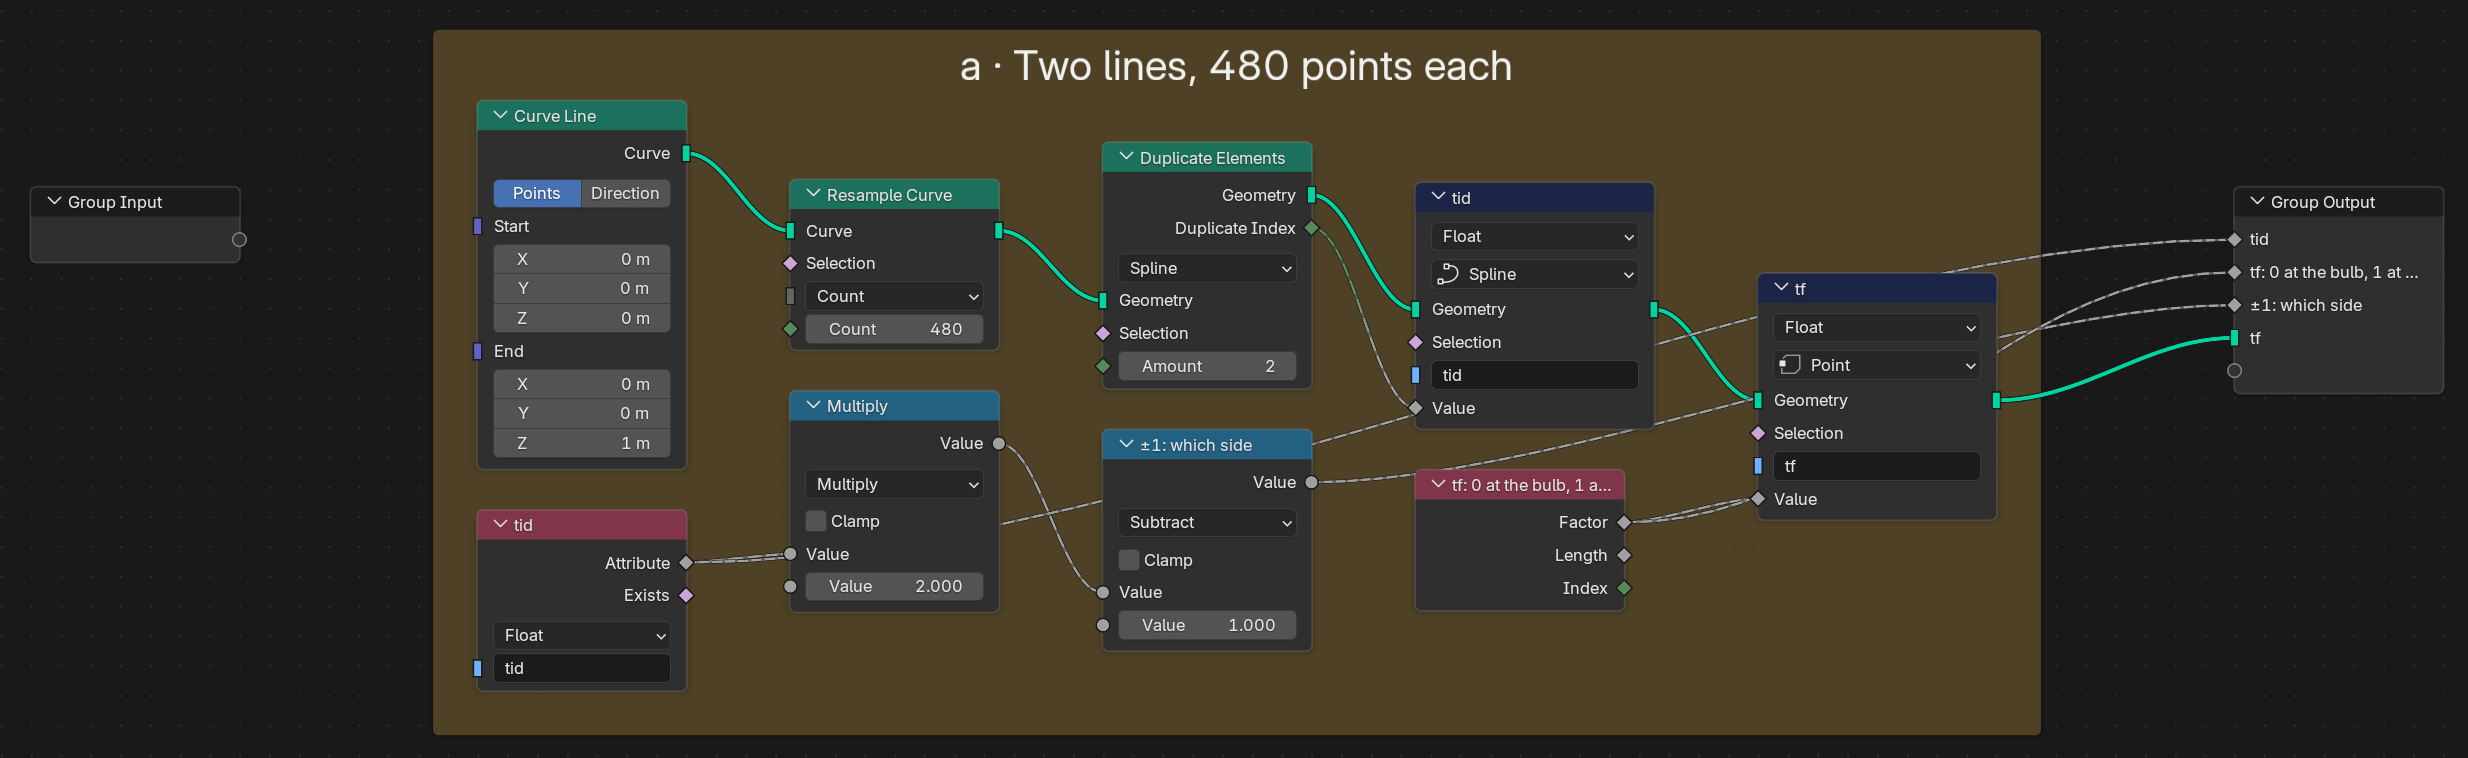 a · Two lines, 480 points each
Group Input
Curve Line
Curve
Points Direction
Start
X 0 m
Y 0 m
Z 0 m
End
X 0 m
Y 0 m
Z 1 m
tid
Attribute
Exists
Float
tid
Resample Curve
Curve
Selection
Count
Count 480
Multiply
Value
Multiply
Clamp
Value
Value 2.000
Duplicate Elements
Geometry
Duplicate Index
Spline
Geometry
Selection
Amount 2
±1: which side
Value
Subtract
Clamp
Value
Value 1.000
tid
Float
Spline
Geometry
Selection
tid
Value
tf: 0 at the bulb, 1 a...
Factor
Length
Index
tf
Float
Point
Geometry
Selection
tf
Value
Group Output
tid
tf: 0 at the bulb, 1 at ...
±1: which side
tf